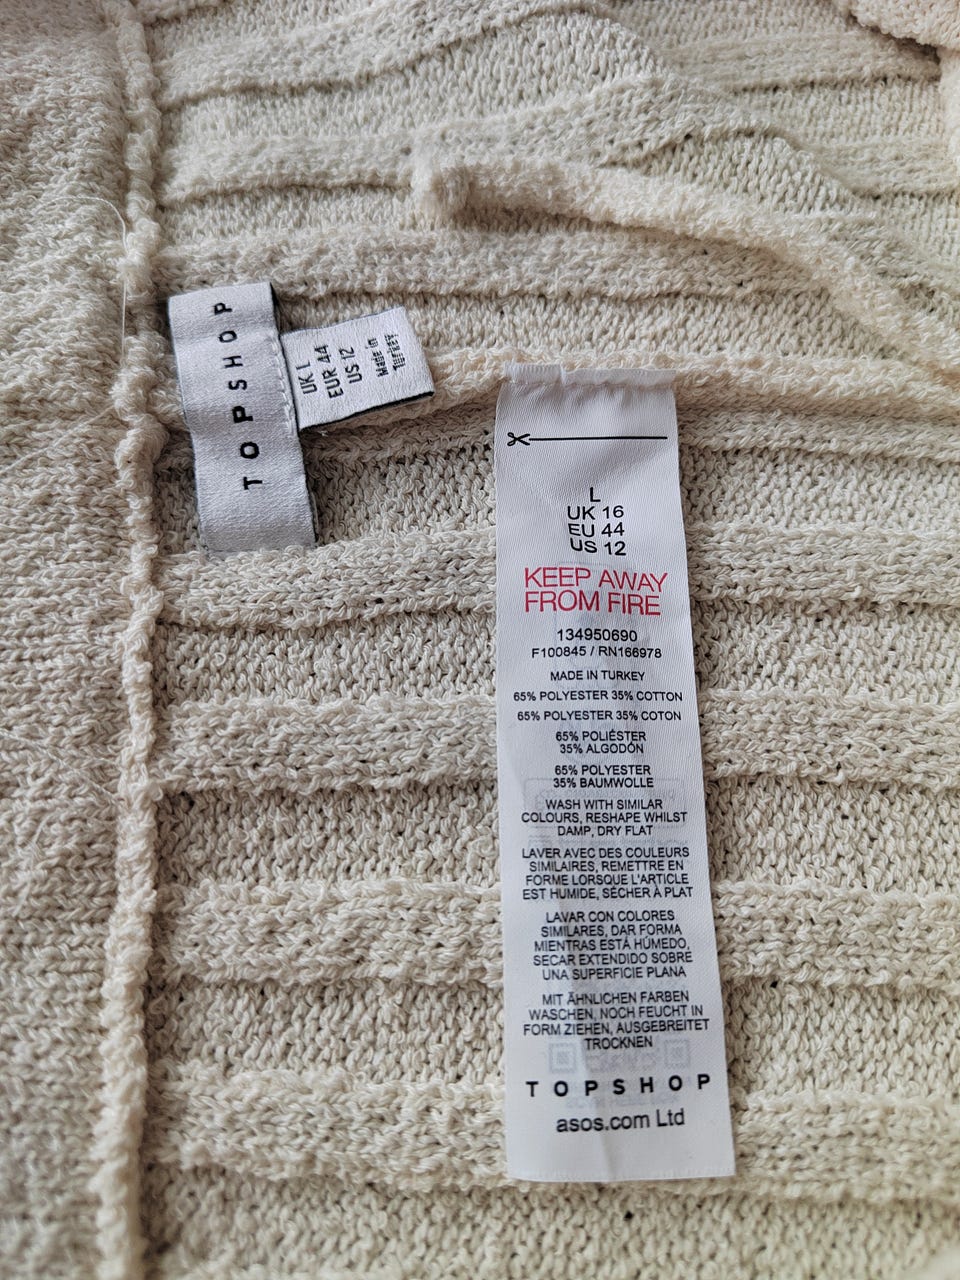 TOPSHOP
UK L
EUR 44
US 12
Made in
Turkey
L
UK 16
EU 44
US 12
KEEP AWAY
FROM FIRE
134950690
F100845 / RN166978
MADE IN TURKEY
65% POLYESTER 35% COTTON
65% POLYESTER 35% COTON
65% POLIÉSTER
35% ALGODÓN
65% POLYESTER
35% BAUMWOLLE
WASH WITH SIMILAR
COLOURS, RESHAPE WHILST
DAMP, DRY FLAT
LAVER AVEC DES COULEURS
SIMILAIRES, REMETTRE EN
FORME LORSQUE L'ARTICLE
EST HUMIDE, SÉCHER À PLAT
LAVAR CON COLORES
SIMILARES, DAR FORMA
MIENTRAS ESTÁ HÚMEDO,
SECAR EXTENDIDO SOBRE
UNA SUPERFICIE PLANA
MIT ÄHNLICHEN FARBEN
WASCHEN, NOCH FEUCHT IN
FORM ZIEHEN, AUSGEBREITET
TROCKNEN
TOPSHOP
asos.com Ltd